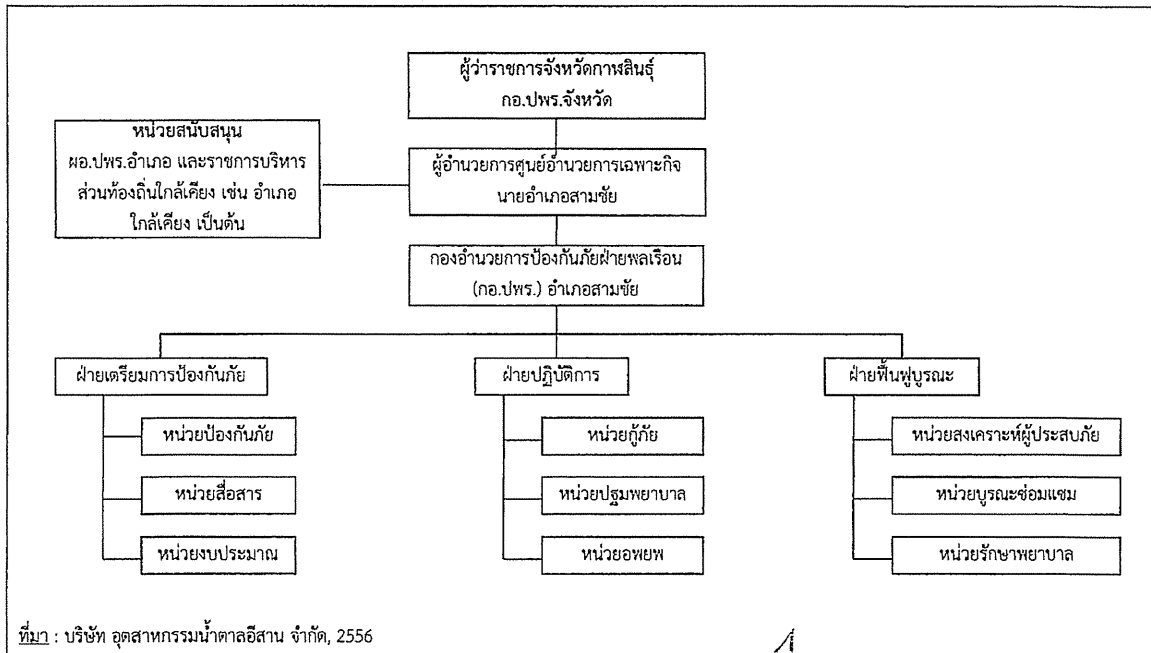 ผู้ว่าราชการจังหวัดกาฬสินธุ์
กอ.ปพร.จังหวัด
หน่วยสนับสนุน
ผอ.ปพร.อำเภอ และราชการบริหาร
ส่วนท้องถิ่นใกล้เคียง เช่น อำเภอ
ใกล้เคียง เป็นต้น
ผู้อำนวยการศูนย์อำนวยการเฉพาะกิจ
นายอำเภอสามชัย
กองอำนวยการป้องกันภัยฝ่ายพลเรือน
(กอ.ปพร.) อำเภอสามชัย
ฝ่ายเตรียมการป้องกันภัย
หน่วยป้องกันภัย
หน่วยสื่อสาร
หน่วยงบประมาณ
ฝ่ายปฏิบัติการ
หน่วยกู้ภัย
หน่วยปฐมพยาบาล
หน่วยอพยพ
ฝ่ายฟื้นฟูบูรณะ
หน่วยสงเคราะห์ผู้ประสบภัย
หน่วยบูรณะซ่อมแซม
หน่วยรักษาพยาบาล
ที่มา : บริษัท อุตสาหกรรมน้ำตาลอีสาน จำกัด, 2556